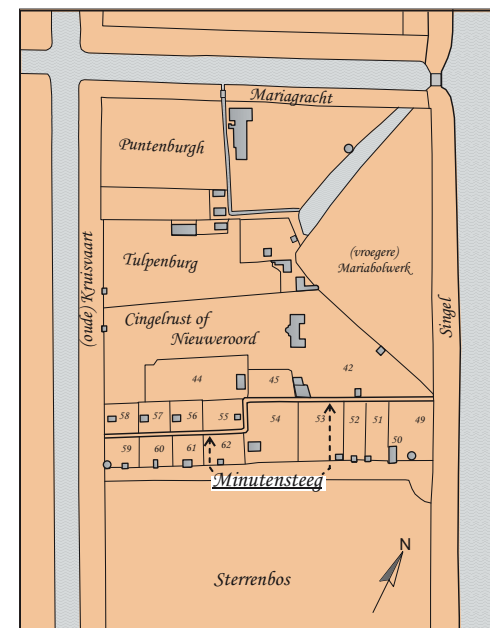 Mariagracht
Puntenburgh
(oude) Kruisvaart
Tulpenburg
(vroegere)
Mariabolwerk
Singel
Cingelrust of
Nieuweroord
44
45
42
58
57
56
55
54
53
52
51
49
59
60
61
62
50
Minutensteeg
N
Sterrenbos